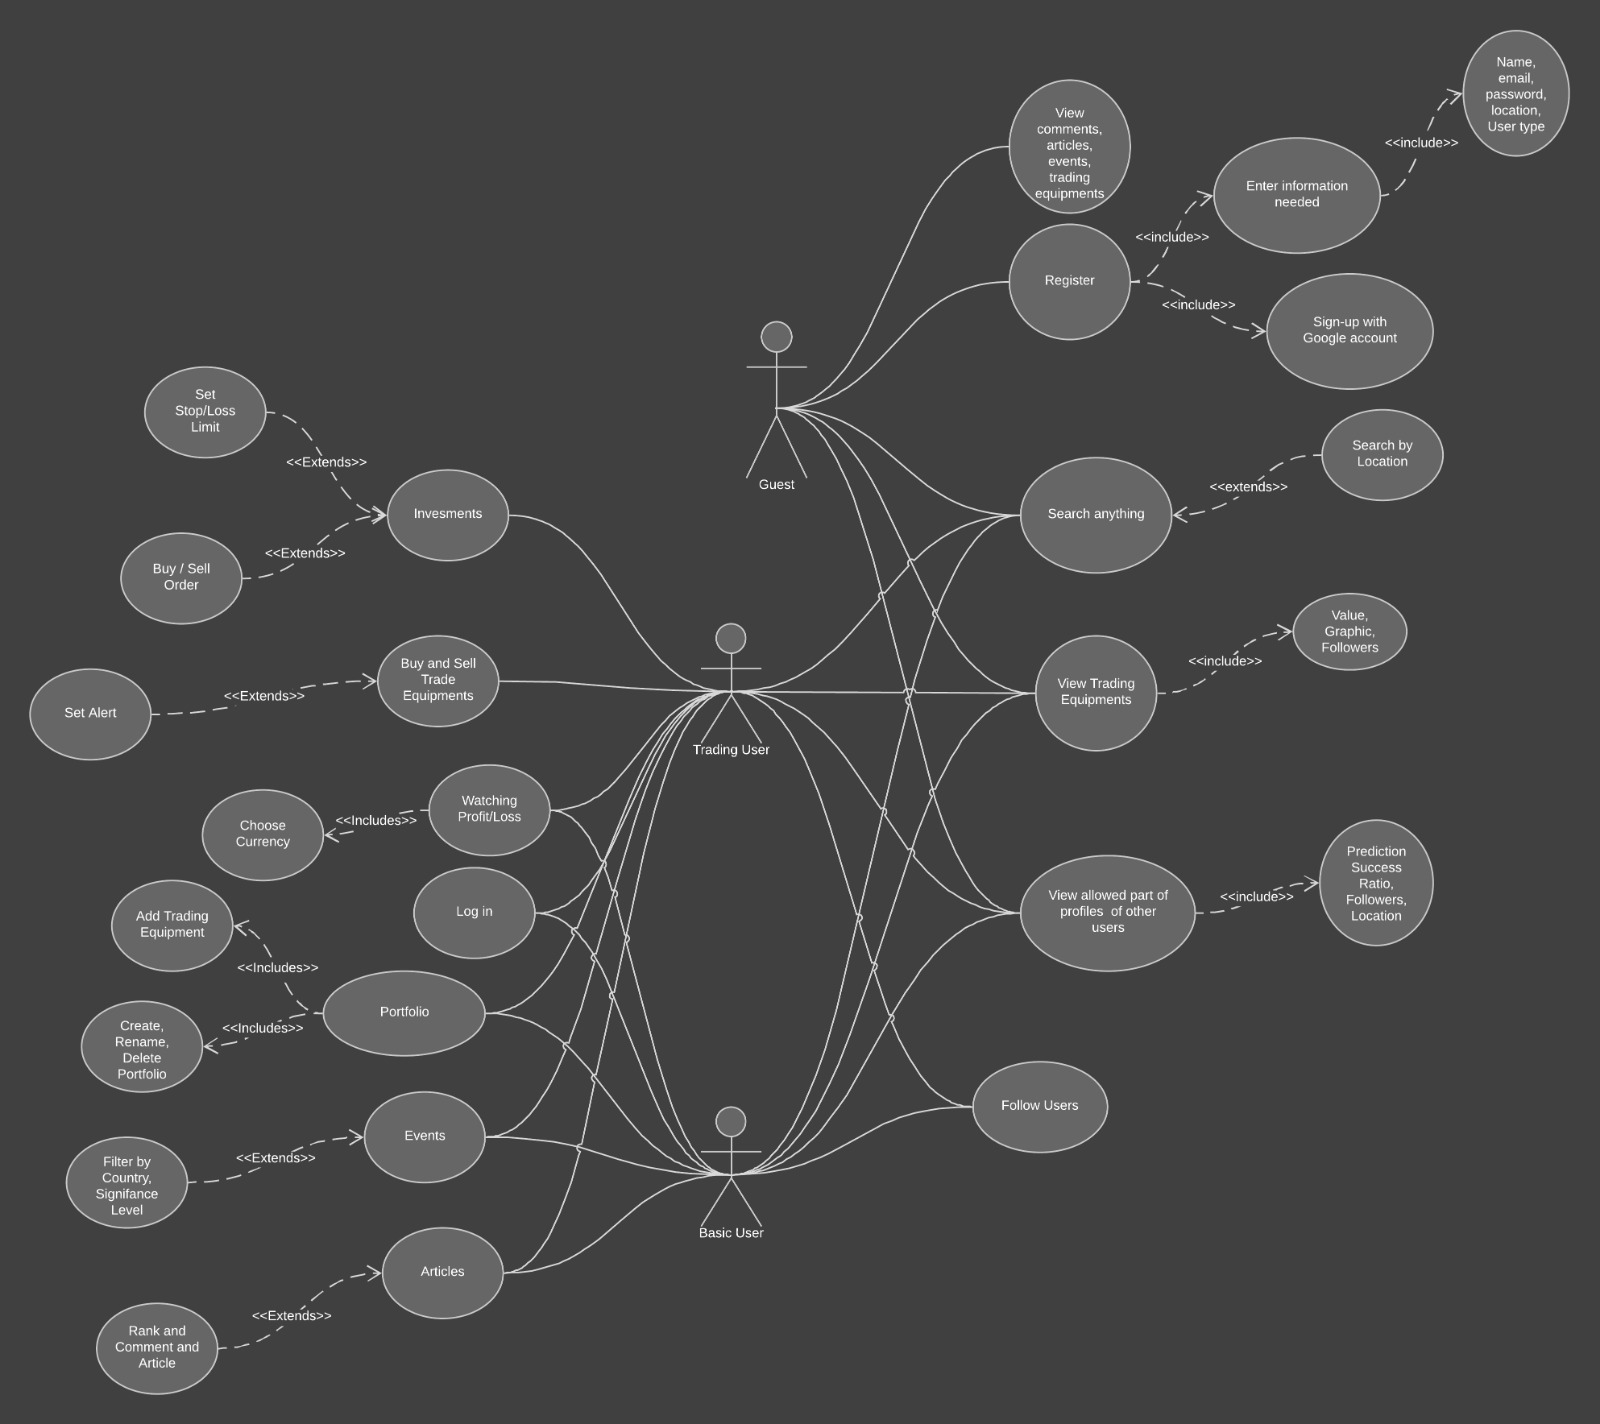 Name,
email,
password,
location,
User type
View
comments,
articles,
events,
trading
equipments
<<include>>
Enter information
needed
<<include>>
Register
<<include>>
Sign-up with
Google account
Guest
Set
Stop/Loss
Limit
<<Extends>>
Invesments
<<Extends>>
Buy / Sell
Order
Search by
Location
<<extends>>
Search anything
Value,
Graphic,
Followers
<<include>>
View Trading
Equipments
Buy and Sell
Trade
Equipments
<<Extends>>
Set Alert
Trading User
Watching
Profit/Loss
<<Includes>>
Choose
Currency
Log in
Add Trading
Equipment
<<Includes>>
Portfolio
<<Includes>>
Create,
Rename,
Delete
Portfolio
Prediction
Success
Ratio,
Followers,
Location
<<include>>
View allowed part of
profiles  of other
users
Follow Users
Events
<<Extends>>
Filter by
Country,
Signifance
Level
Basic User
Articles
<<Extends>>
Rank and
Comment and
Article